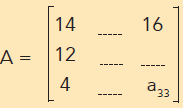 14 ----- 16
A = 12 ----- -----
4 ----- a₃₃